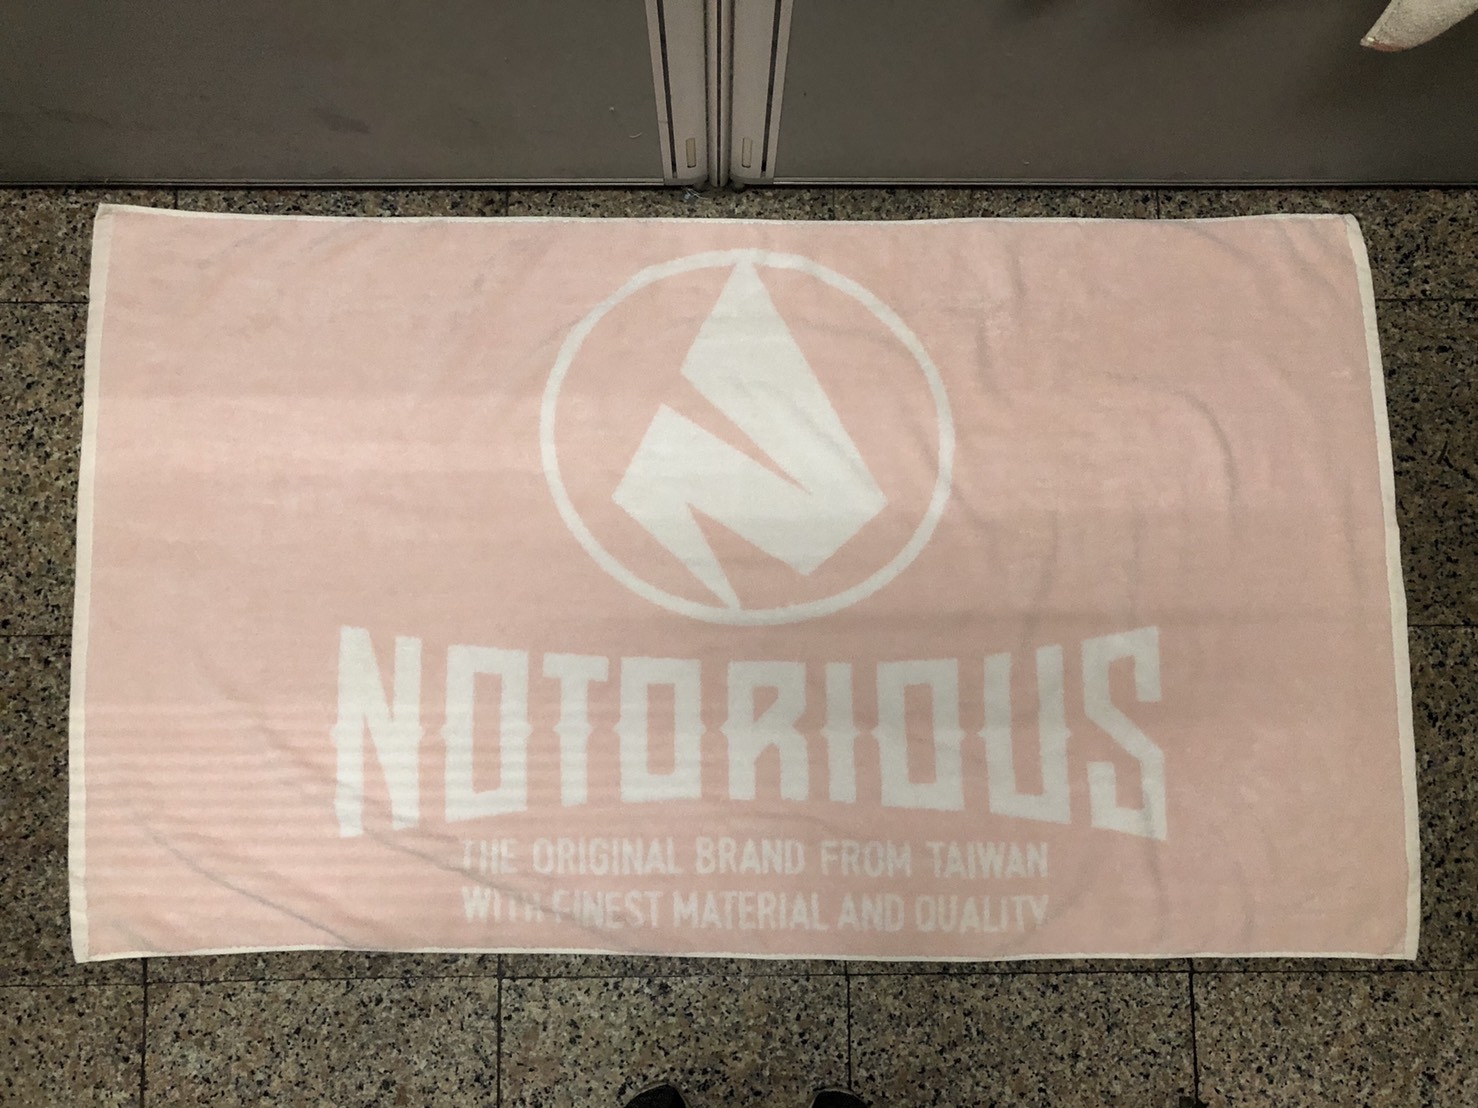 NOTORIOUS
THE ORIGINAL BRAND FROM TAIWAN
WITH FINEST MATERIAL AND QUALITY